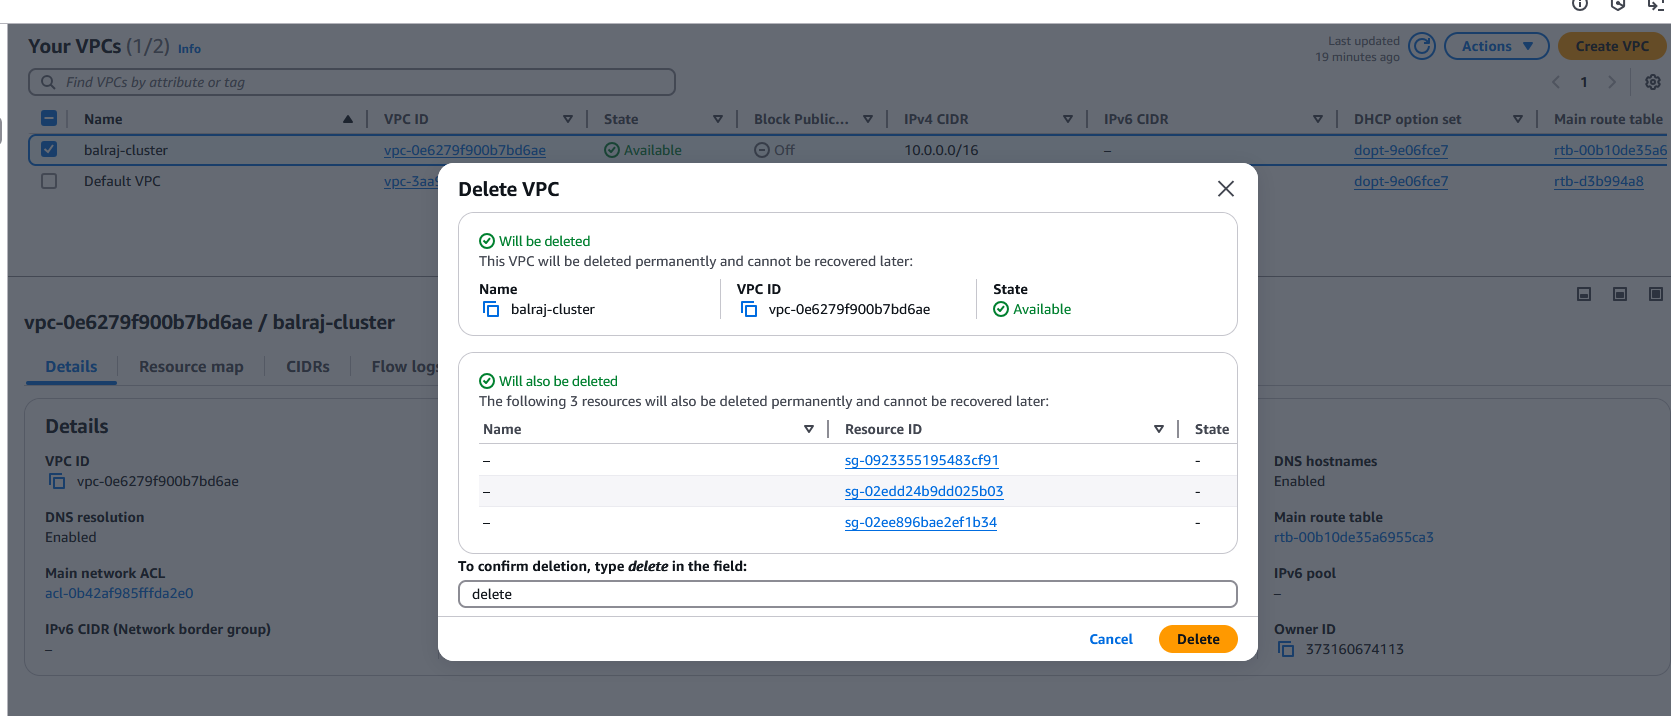 Your VPCs (1/2) Info
Last updated
19 minutes ago
Actions
Create VPC
Find VPCs by attribute or tag
1
Name VPC ID State Block Public... IPv4 CIDR IPv6 CIDR DHCP option set Main route table
balraj-cluster vpc-0e6279f900b7bd6ae Available Off 10.0.0.0/16 – dopt-9e06fce7 rtb-00b10de35a6
Default VPC vpc-3aa dopt-9e06fce7 rtb-d3b994a8
Delete VPC
Will be deleted
This VPC will be deleted permanently and cannot be recovered later:
Name VPC ID State
balraj-cluster vpc-0e6279f900b7bd6ae Available
Will also be deleted
The following 3 resources will also be deleted permanently and cannot be recovered later:
Name Resource ID State
– sg-0923355195483cf91 -
– sg-02edd24b9dd025b03 -
– sg-02ee896bae2ef1b34 -
To confirm deletion, type delete in the field:
delete
Cancel Delete
vpc-0e6279f900b7bd6ae / balraj-cluster
Details Resource map CIDRs Flow logs
Details
VPC ID
vpc-0e6279f900b7bd6ae
DNS resolution
Enabled
Main network ACL
acl-0b42af985fffda2e0
IPv6 CIDR (Network border group)
–
DNS hostnames
Enabled
Main route table
rtb-00b10de35a6955ca3
IPv6 pool
–
Owner ID
373160674113